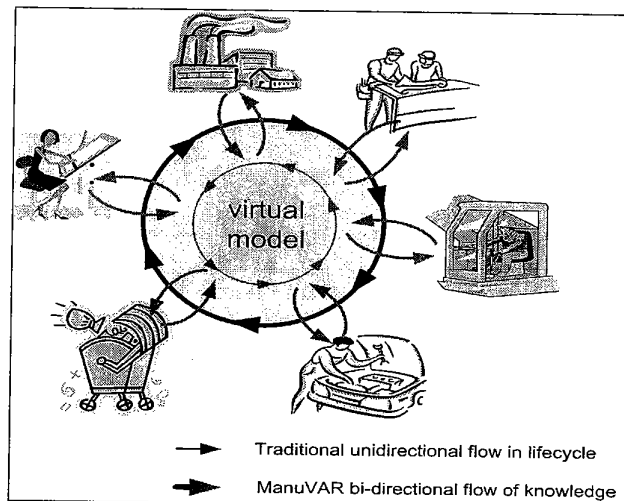 virtual
model
Traditional unidirectional flow in lifecycle
ManuVAR bi-directional flow of knowledge